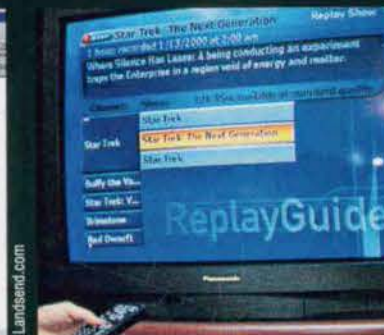 Replay Show
Star Trek: The Next Generation
1 hour recorded 1/13/2000 at 2:00 am
Where Silence Has Lease: A being conducting an experiment
traps the Enterprise in a region void of energy and matter.
Channels
Star Trek
Star Trek
Star Trek: The Next Generation
Star Trek
Buffy the Va...
Star Trek: V...
Red Dwarf
ReplayGuide
Panasonic
Landsend.com